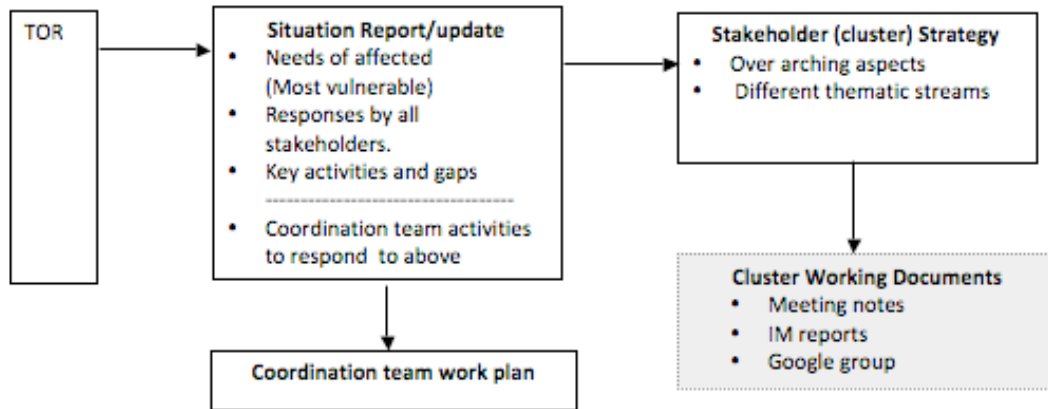 TOR
Situation Report/update
• Needs of affected
(Most vulnerable)
• Responses by all
stakeholders.
• Key activities and gaps
-----------------------------------
• Coordination team activities
to respond to above
Stakeholder (cluster) Strategy
• Over arching aspects
• Different thematic streams
Cluster Working Documents
• Meeting notes
• IM reports
• Google group
Coordination team work plan